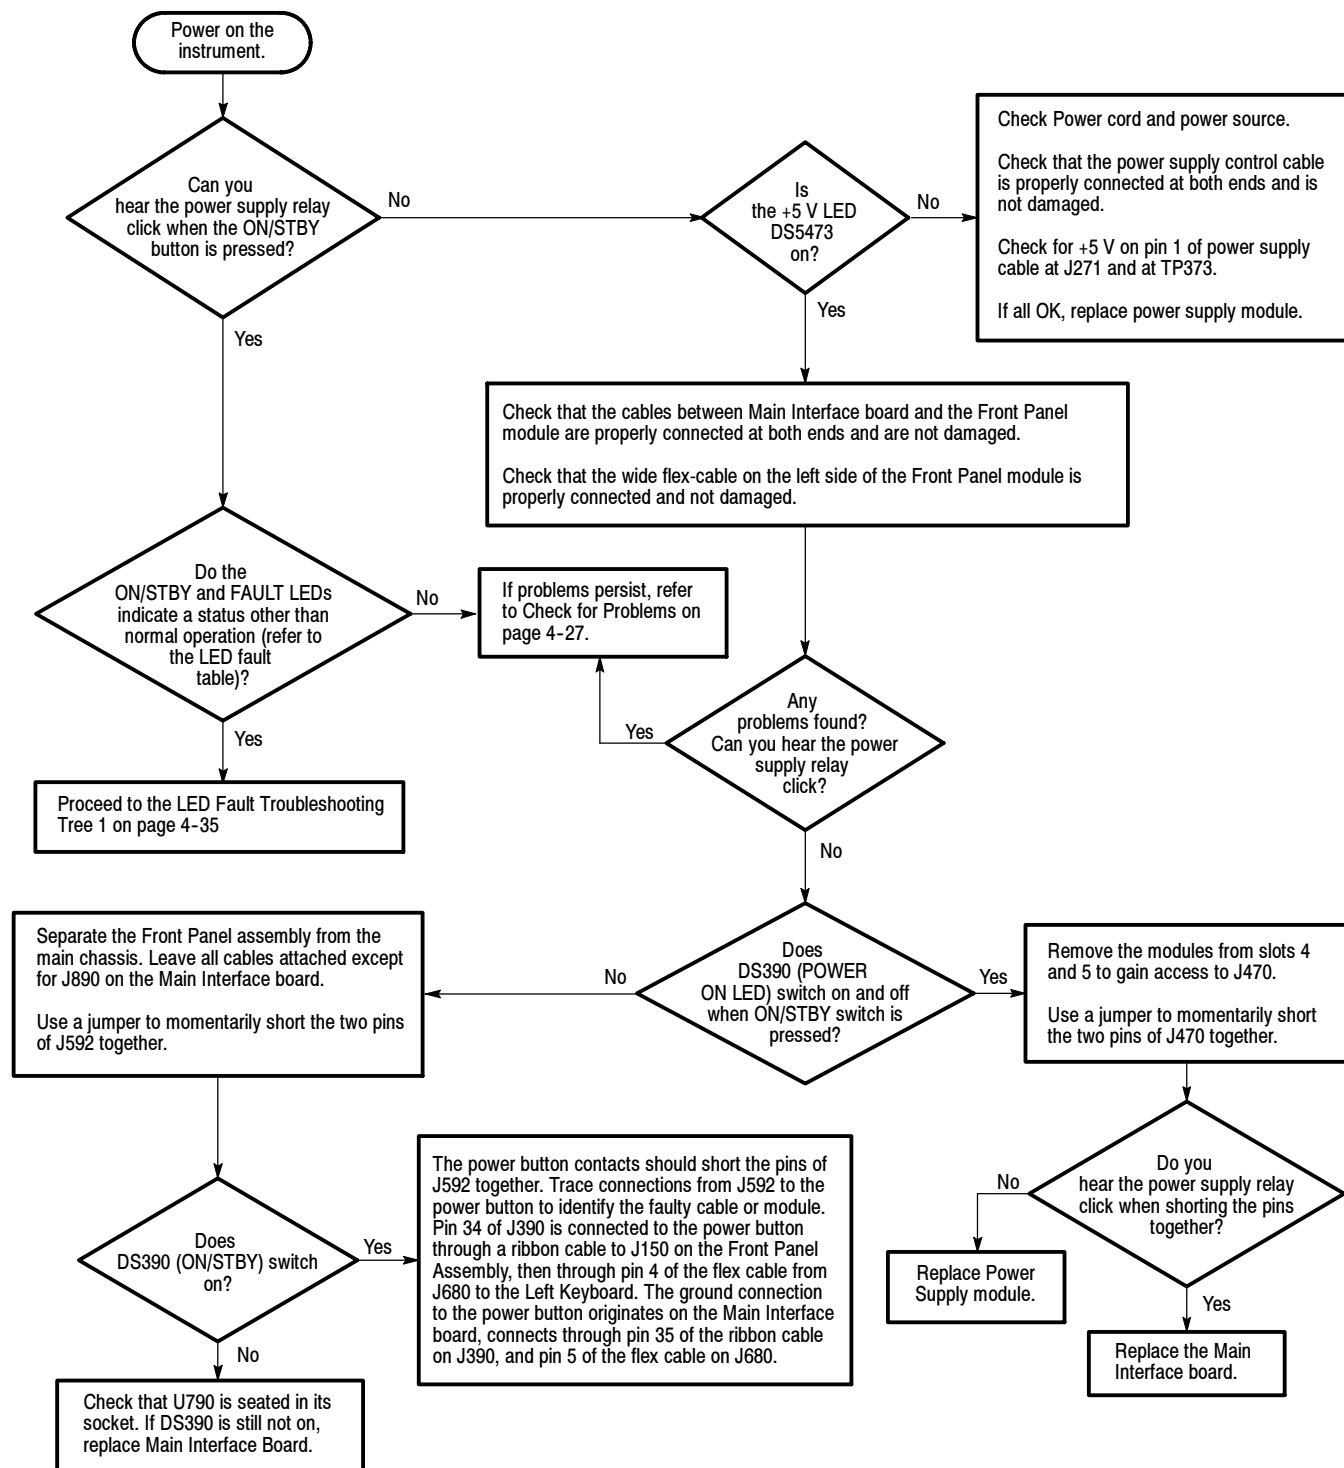 Power on the
instrument.
Can you
hear the power supply relay
click when the ON/STBY
button is pressed?
No
Is
the +5 V LED
DS5473
on?
No
Check Power cord and power source.
Check that the power supply control cable
is properly connected at both ends and is
not damaged.
Check for +5 V on pin 1 of power supply
cable at J271 and at TP373.
If all OK, replace power supply module.
Yes
Yes
Check that the cables between Main Interface board and the Front Panel
module are properly connected at both ends and are not damaged.
Check that the wide flex-cable on the left side of the Front Panel module is
properly connected and not damaged.
Do the
ON/STBY and FAULT LEDs
indicate a status other than
normal operation (refer to
the LED fault
table)?
No
If problems persist, refer
to Check for Problems on
page 4-27.
Yes
Any
problems found?
Can you hear the power
supply relay
click?
Yes
Proceed to the LED Fault Troubleshooting
Tree 1 on page 4-35
No
Separate the Front Panel assembly from the
main chassis. Leave all cables attached except
for J890 on the Main Interface board.
Use a jumper to momentarily short the two pins
of J592 together.
No
Does
DS390 (POWER
ON LED) switch on and off
when ON/STBY switch is
pressed?
Yes
Remove the modules from slots 4
and 5 to gain access to J470.
Use a jumper to momentarily short
the two pins of J470 together.
Does
DS390 (ON/STBY) switch
on?
Yes
The power button contacts should short the pins of
J592 together. Trace connections from J592 to the
power button to identify the faulty cable or module.
Pin 34 of J390 is connected to the power button
through a ribbon cable to J150 on the Front Panel
Assembly, then through pin 4 of the flex cable from
J680 to the Left Keyboard. The ground connection
to the power button originates on the Main Interface
board, connects through pin 35 of the ribbon cable
on J390, and pin 5 of the flex cable on J680.
No
Do you
hear the power supply relay
click when shorting the pins
together?
Replace Power
Supply module.
Yes
Replace the Main
Interface board.
No
Check that U790 is seated in its
socket. If DS390 is still not on,
replace Main Interface Board.